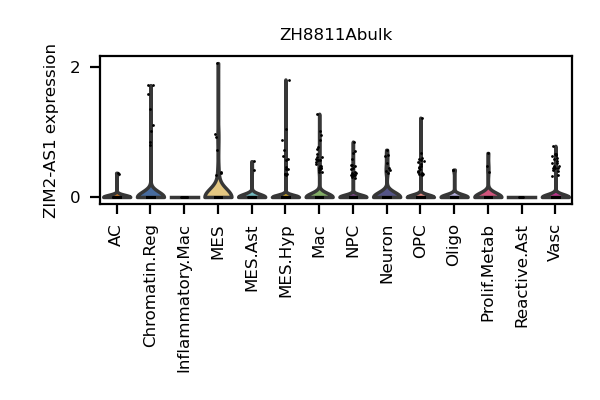 ZH8811Abulk
ZIM2-AS1 expression
2
0
AC
Chromatin.Reg
Inflammatory.Mac
MES
MES.Ast
MES.Hyp
Mac
NPC
Neuron
OPC
Oligo
Prolif.Metab
Reactive.Ast
Vasc